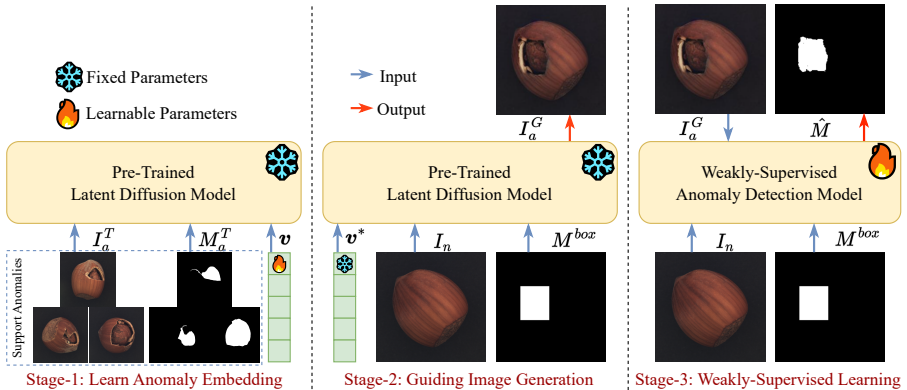 Fixed Parameters
Learnable Parameters
Pre-Trained
Latent Diffusion Model
I_a^T
M_a^T
v
Support Anomalies
Stage-1: Learn Anomaly Embedding
Input
Output
I_a^G
Pre-Trained
Latent Diffusion Model
v*
I_n
M^{box}
Stage-2: Guiding Image Generation
I_a^G
M̂
Weakly-Supervised
Anomaly Detection Model
I_n
M^{box}
Stage-3: Weakly-Supervised Learning